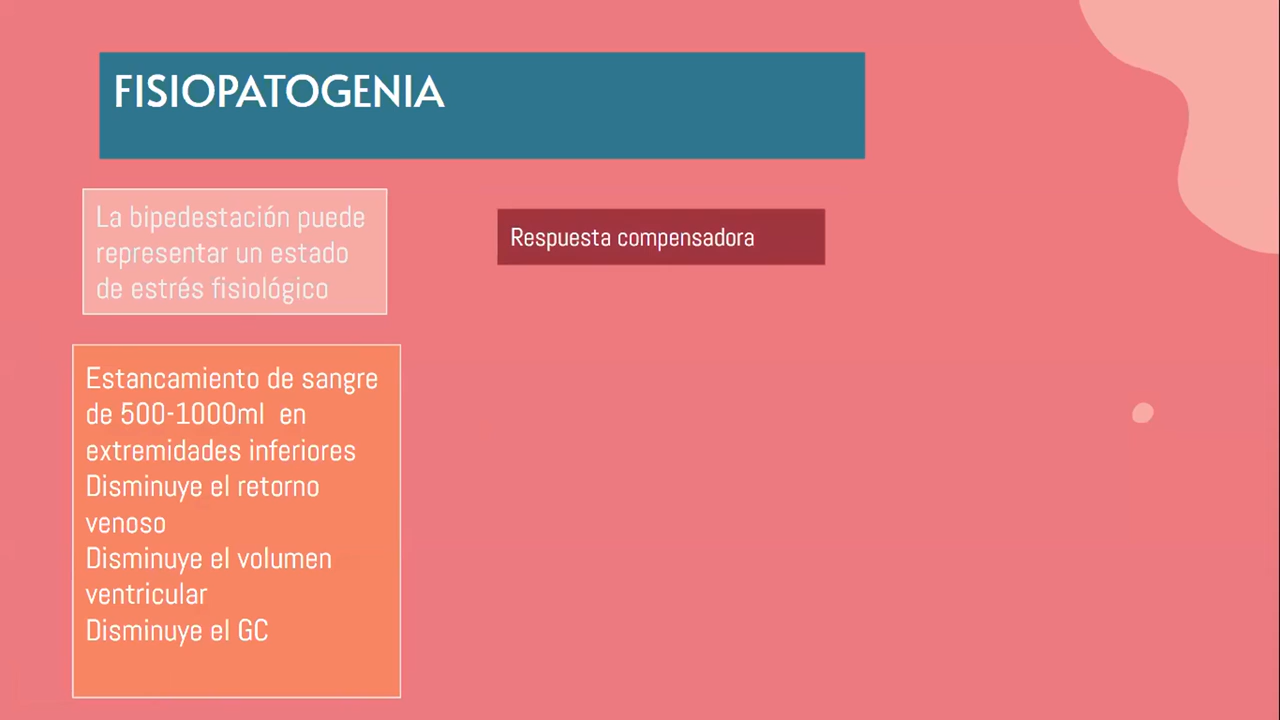 FISIOPATOGENIA
La bipedestación puede
representar un estado
de estrés fisiológico
Respuesta compensadora
Estancamiento de sangre
de 500-1000ml en
extremidades inferiores
Disminuye el retorno
venoso
Disminuye el volumen
ventricular
Disminuye el GC